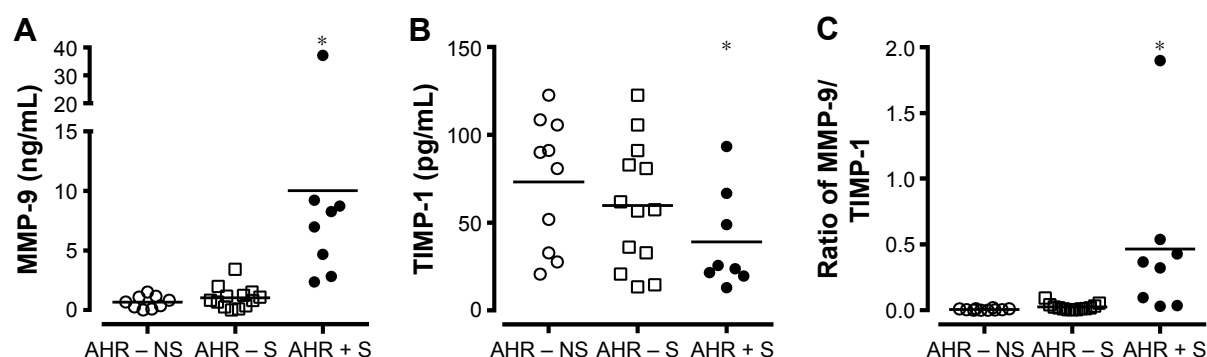 A
MMP-9 (ng/mL)
40
30
20
15
10
5
0
*
AHR – NS
AHR – S
AHR + S
B
TIMP-1 (pg/mL)
150
100
50
0
*
AHR – NS
AHR – S
AHR + S
C
Ratio of MMP-9/
TIMP-1
2.0
1.5
1.0
0.5
0.0
*
AHR – NS
AHR – S
AHR + S